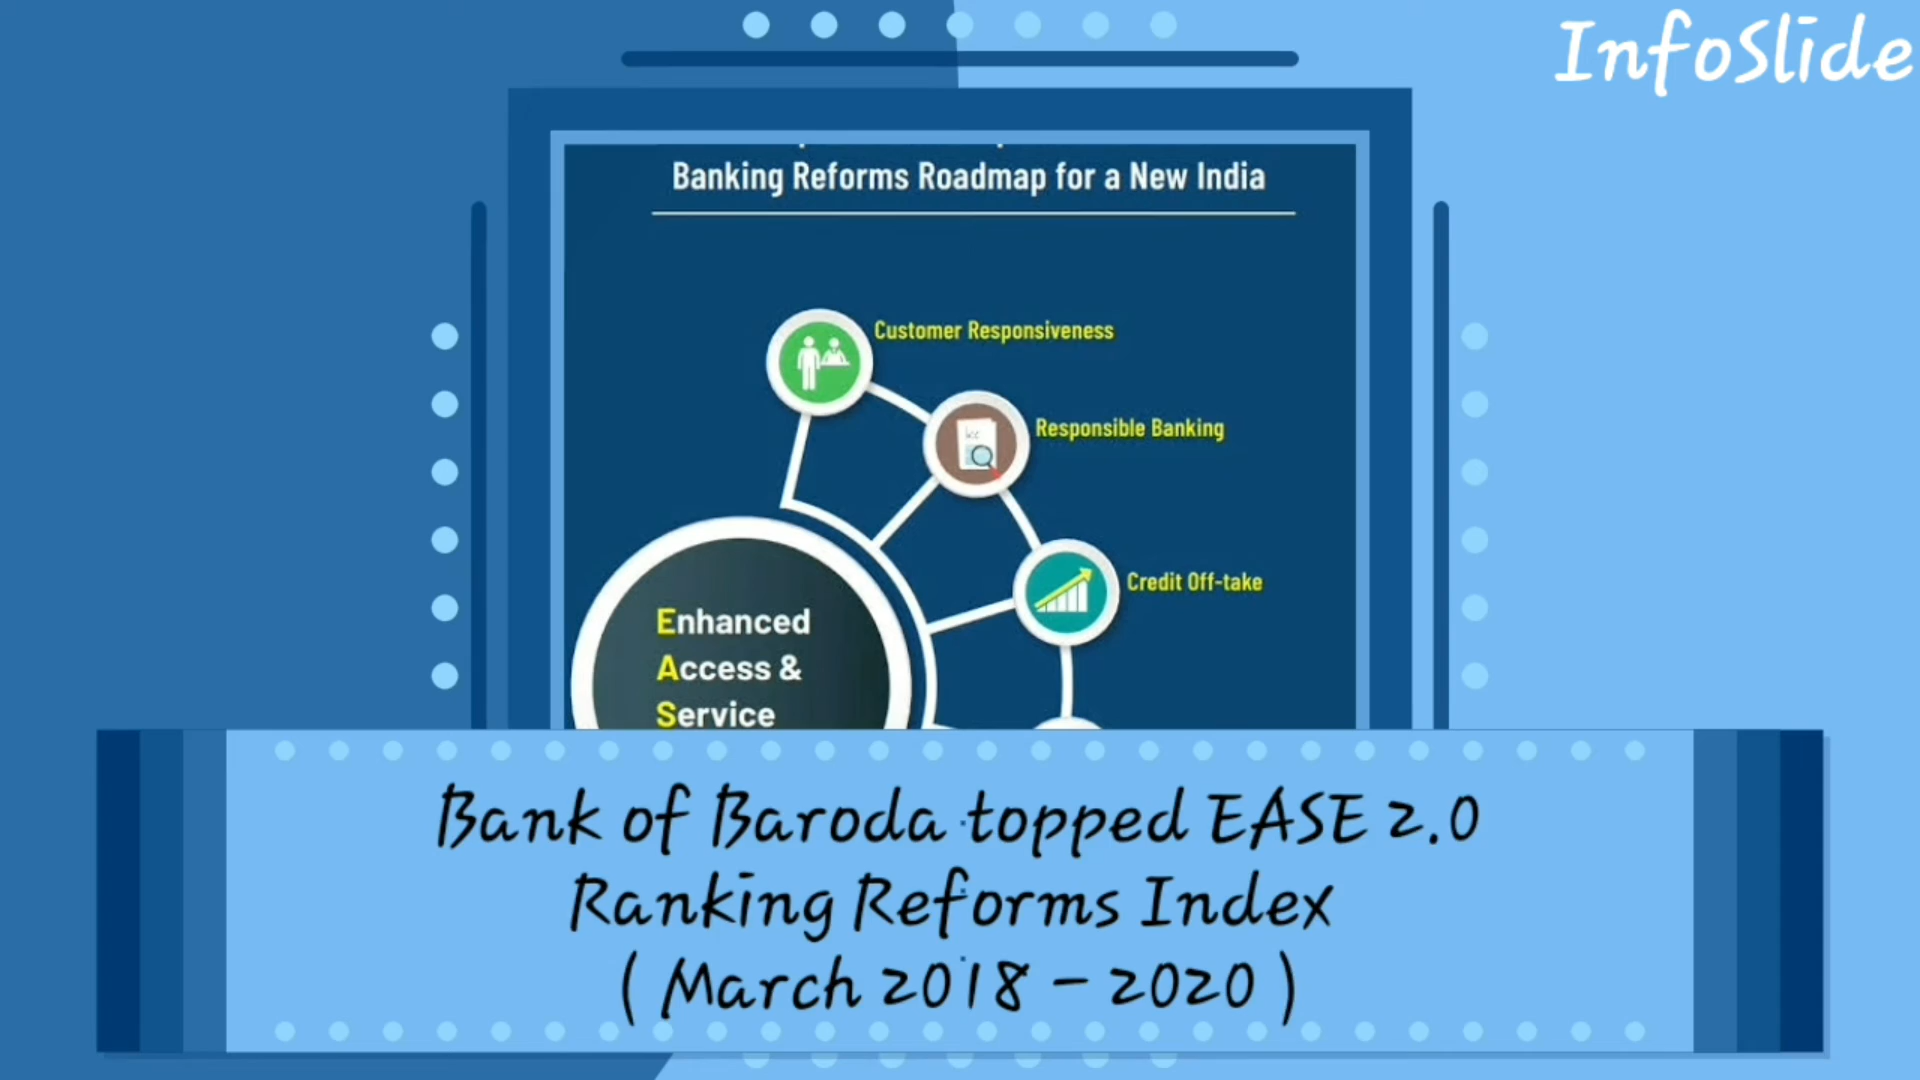 InfoSlide
Banking Reforms Roadmap for a New India
Customer Responsiveness
Responsible Banking
Credit Off-take
Enhanced
Access &
Service
Bank of Baroda topped EASE 2.0
Ranking Reforms Index
( March 2018 - 2020 )